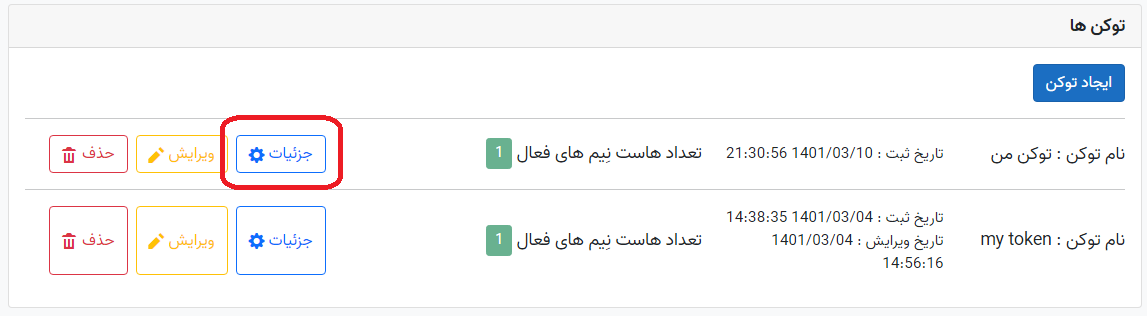 توکن ها
ایجاد توکن
نام توکن : توکن من
تاریخ ثبت : 1401/03/10 21:30:56
تعداد هاست نِیم های فعال 1
جزئیات
ویرایش
حذف
نام توکن : my token
تاریخ ثبت : 1401/03/04 14:38:35
تاریخ ویرایش : 1401/03/04
14:56:16
تعداد هاست نِیم های فعال 1
جزئیات
ویرایش
حذف